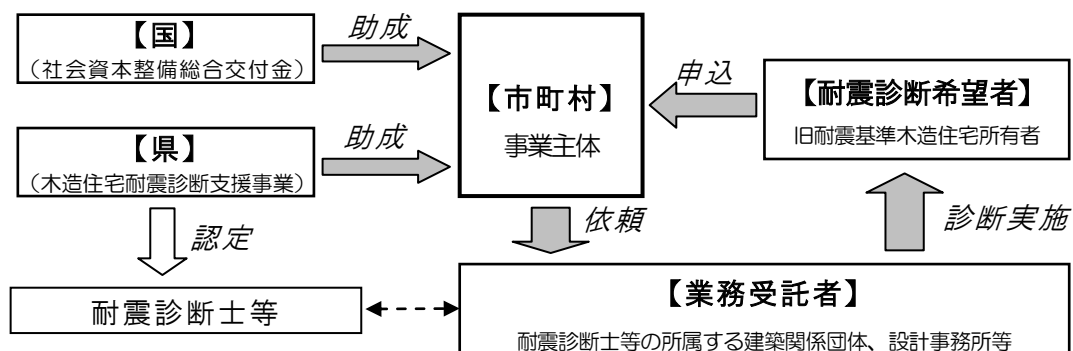 【国】
（社会資本整備総合交付金）
助成
【県】
（木造住宅耐震診断支援事業）
助成
【市町村】
事業主体
申込
【耐震診断希望者】
旧耐震基準木造住宅所有者
認定
依頼
診断実施
耐震診断士等
【業務受託者】
耐震診断士等の所属する建築関係団体、設計事務所等